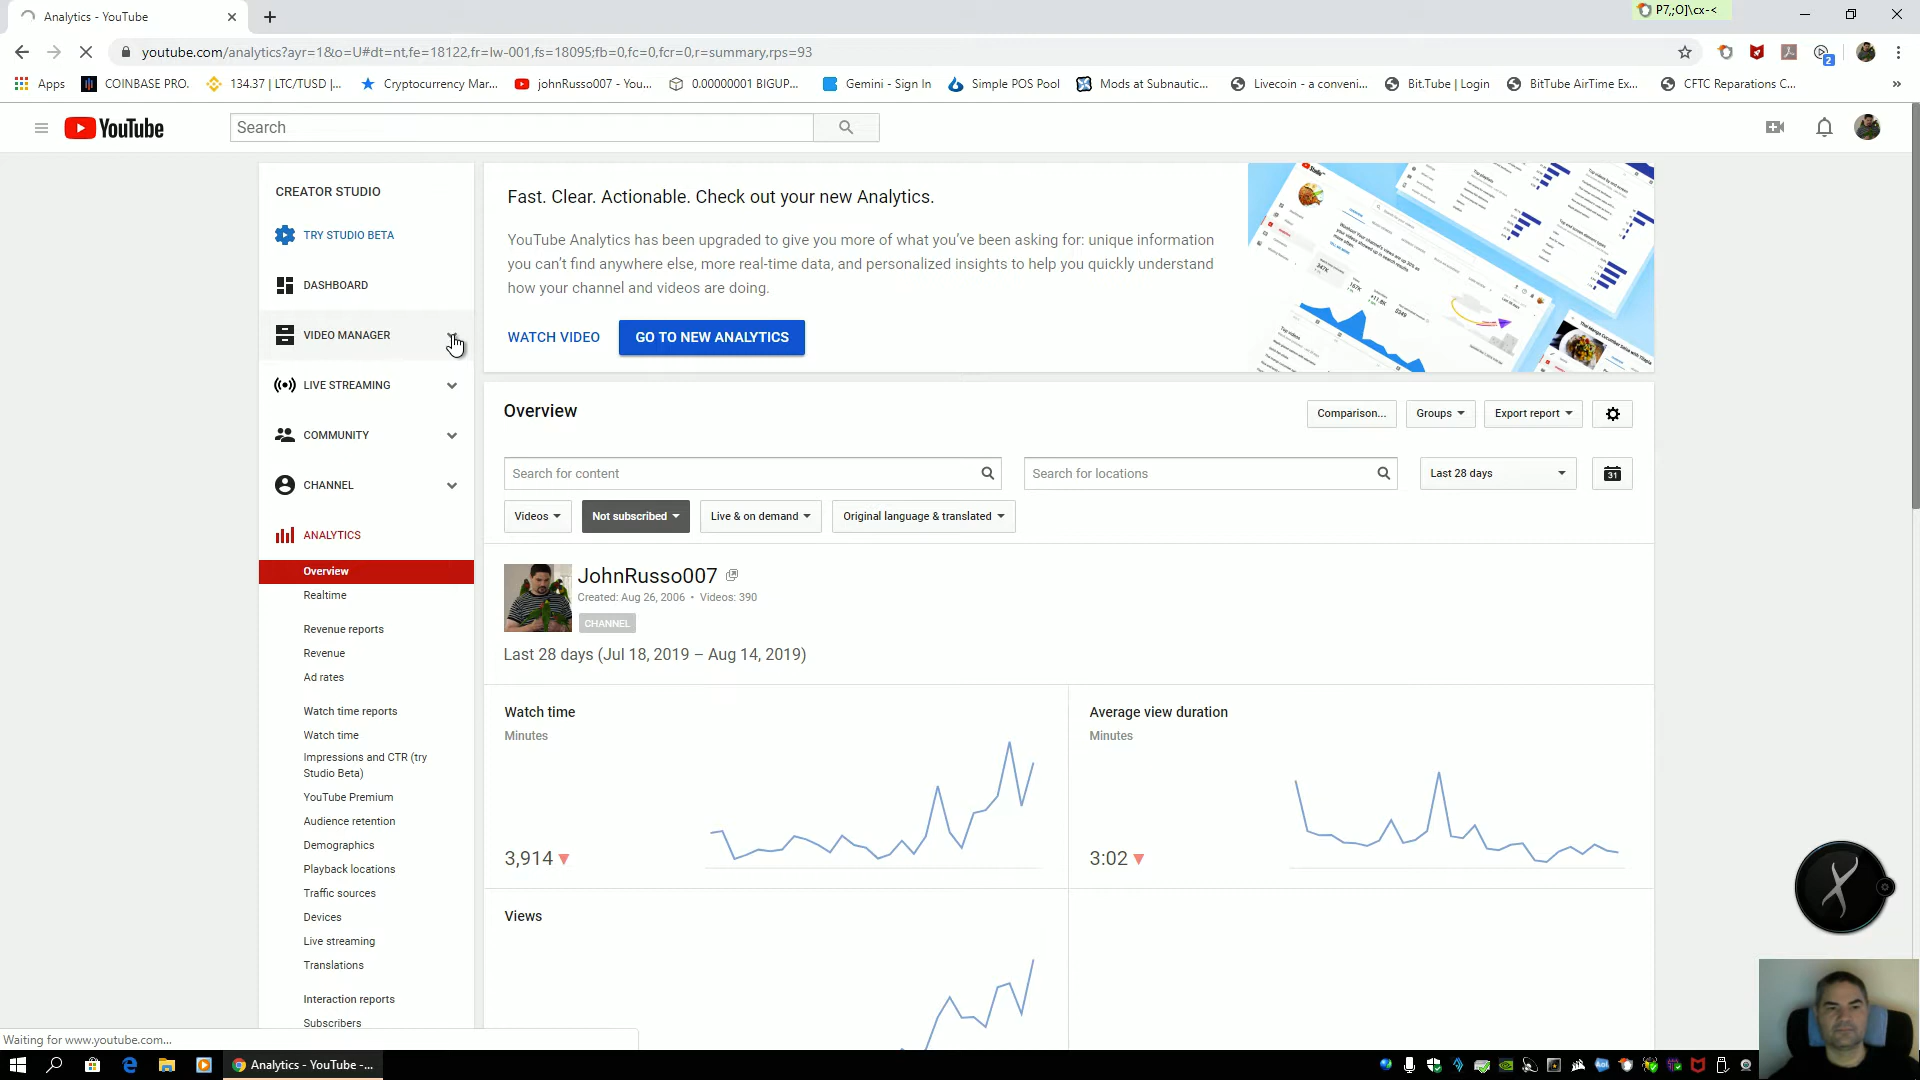 Analytics - YouTube
P7,;O]\cx-<
youtube.com/analytics?ayr=1&o=U#dt=nt,fe=18122,fr=lw-001,fs=18095;fb=0,fc=0,fcr=0,r=summary,rps=93
2
Apps COINBASE PRO. 134.37 | LTC/TUSD |... Cryptocurrency Mar... johnRusso007 - You... 0.00000001 BIGUP... Gemini - Sign In Simple POS Pool Mods at Subnautic... Livecoin - a conveni... Bit.Tube | Login BitTube AirTime Ex... CFTC Reparations C... »
YouTube
Search
CREATOR STUDIO
TRY STUDIO BETA
DASHBOARD
VIDEO MANAGER
LIVE STREAMING
COMMUNITY
CHANNEL
ANALYTICS
Overview
Realtime
Revenue reports
Revenue
Ad rates
Watch time reports
Watch time
Impressions and CTR (try
Studio Beta)
YouTube Premium
Audience retention
Demographics
Playback locations
Traffic sources
Devices
Live streaming
Translations
Interaction reports
Subscribers
Fast. Clear. Actionable. Check out your new Analytics.
YouTube Analytics has been upgraded to give you more of what you've been asking for: unique information
you can't find anywhere else, more real-time data, and personalized insights to help you quickly understand
how your channel and videos are doing.
WATCH VIDEO GO TO NEW ANALYTICS
Overview
Comparison... Groups Export report
Search for content
Search for locations
Last 28 days
31
Videos Not subscribed Live & on demand Original language & translated
JohnRusso007
Created: Aug 26, 2006 • Videos: 390
CHANNEL
Last 28 days (Jul 18, 2019 – Aug 14, 2019)
Watch time
Minutes
3,914
Average view duration
Minutes
3:02
Views
Waiting for www.youtube.com...
Analytics - YouTube -...